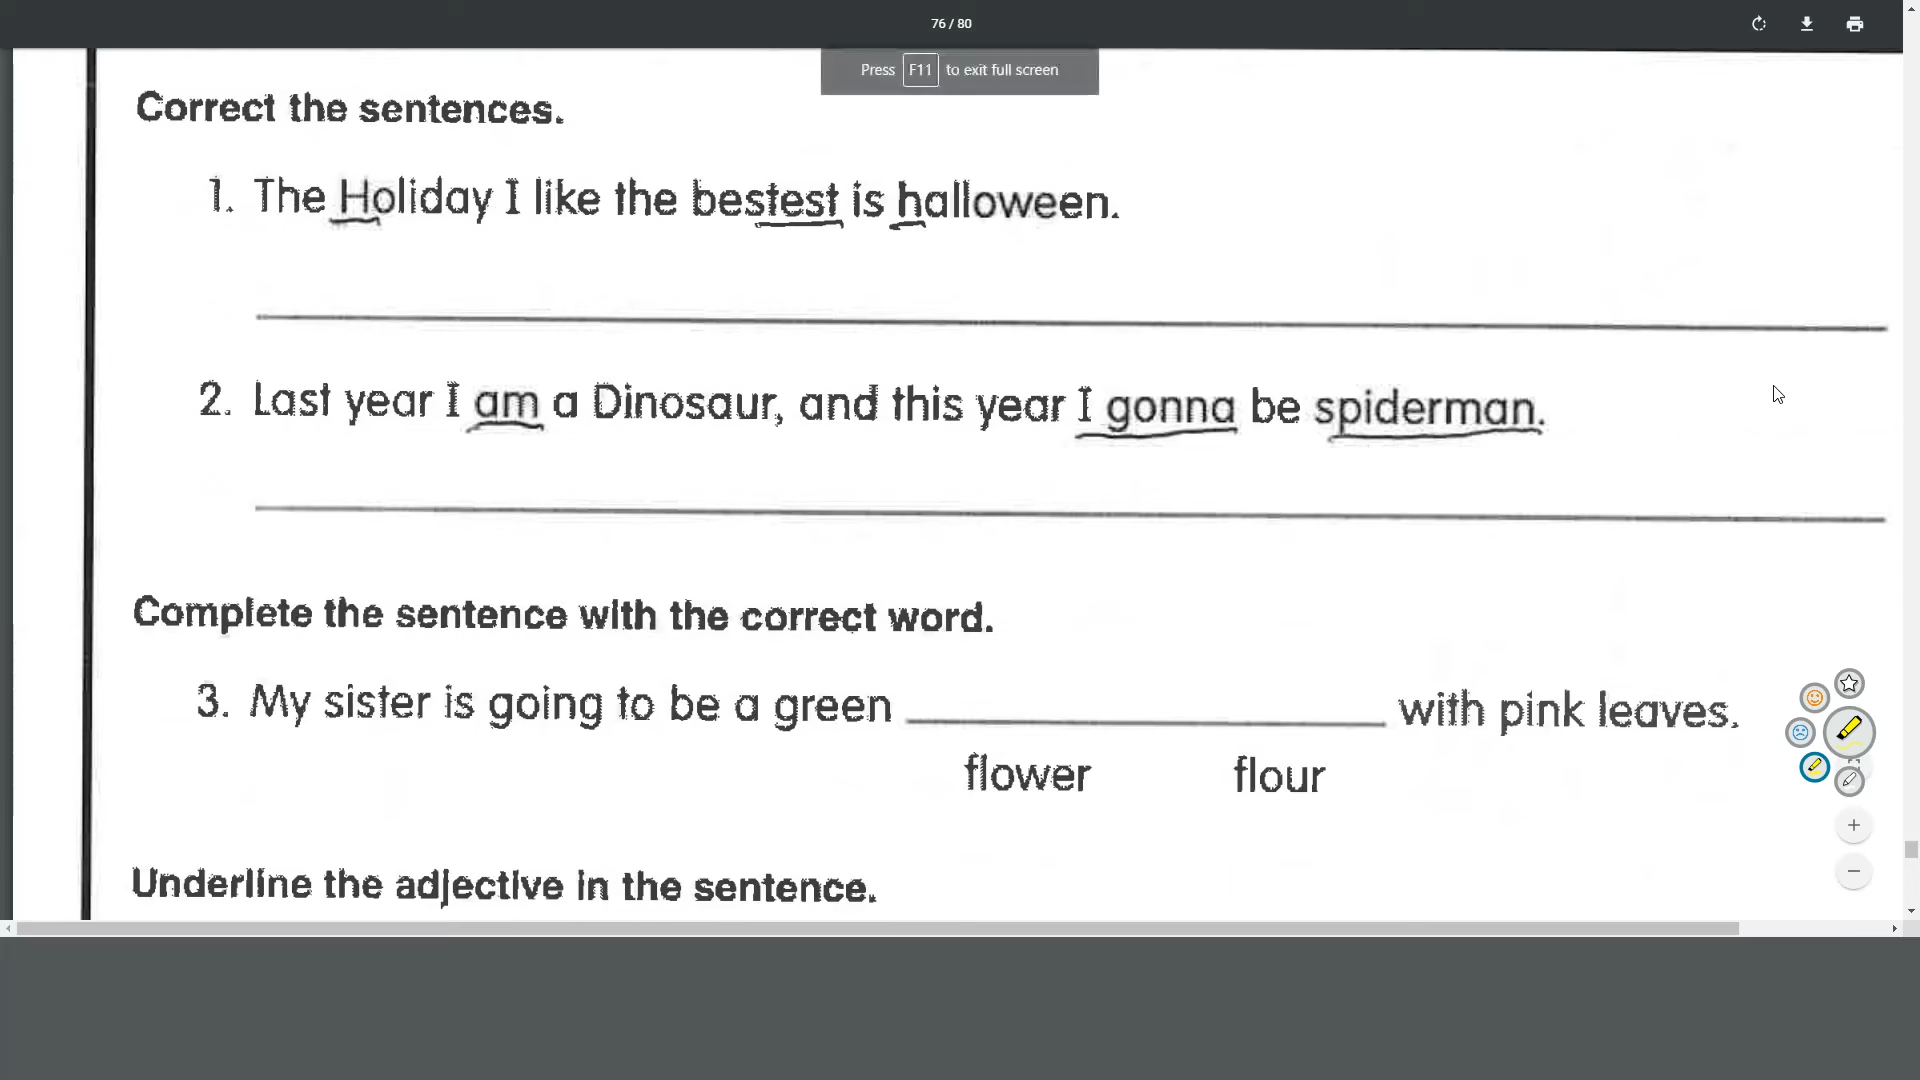 76 / 80
Press F11 to exit full screen
Correct the sentences.
1. The Holiday I like the bestest is halloween.
2. Last year I am a Dinosaur, and this year I gonna be spiderman.
Complete the sentence with the correct word.
3. My sister is going to be a green ____________ with pink leaves.
flower flour
Underline the adjective in the sentence.